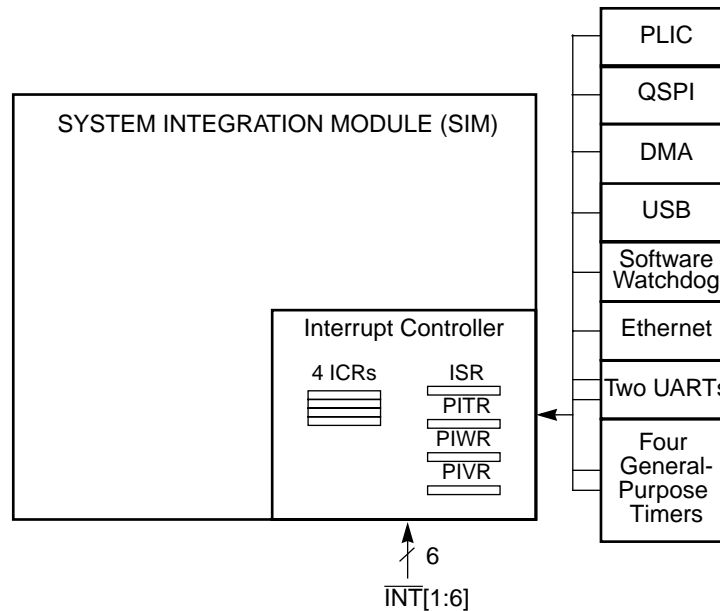 PLIC
QSPI
SYSTEM INTEGRATION MODULE (SIM)
DMA
USB
Software
Watchdog
Interrupt Controller
Ethernet
4 ICRs
ISR
Two UARTs
PITR
PIWR
PIVR
Four
General-
Purpose
Timers
6
INT[1:6]